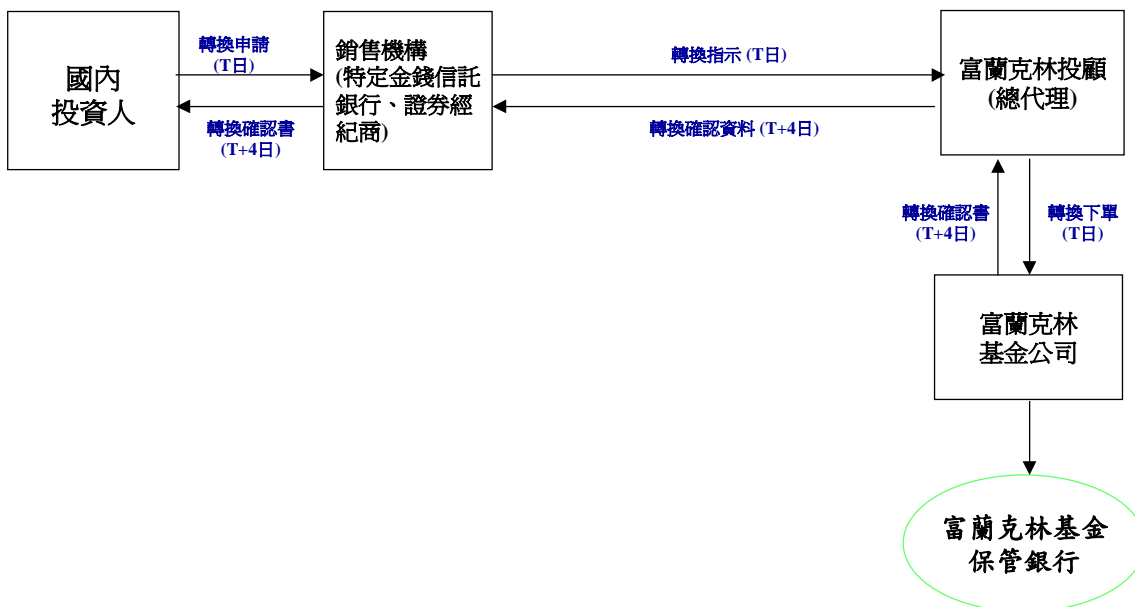 國內
投資人
轉換申請
(T日)
轉換確認書
(T+4日)
銷售機構
(特定金錢信託
銀行、證券經
紀商)
轉換指示 (T日)
轉換確認資料 (T+4日)
富蘭克林投顧
(總代理)
轉換確認書
(T+4日)
轉換下單
(T日)
富蘭克林
基金公司
富蘭克林基金
保管銀行